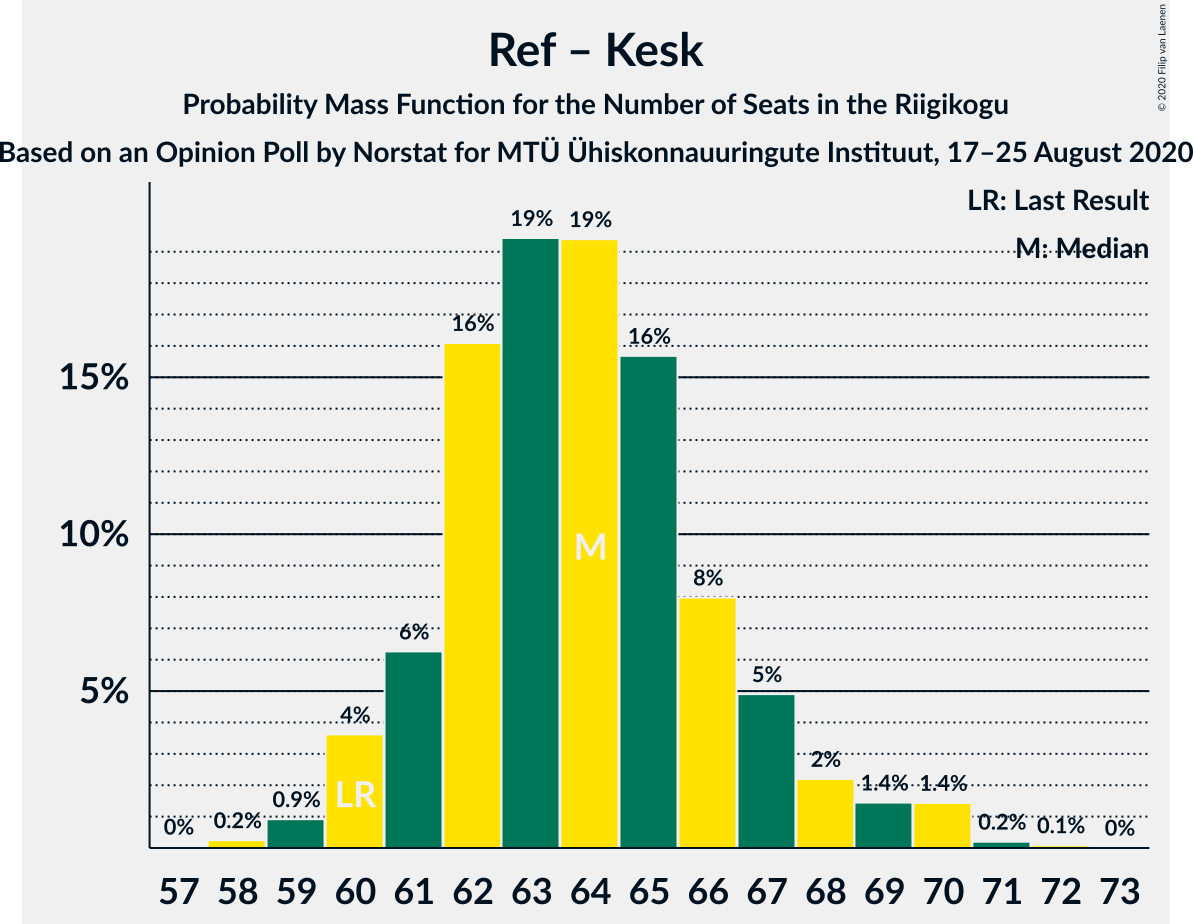 Ref – Kesk
Probability Mass Function for the Number of Seats in the Riigikogu
Based on an Opinion Poll by Norstat for MTÜ Ühiskonnauuringute Instituut, 17–25 August 2020
© 2020 Filip van Laenen
LR: Last Result
M: Median
19% 19%
16%
16%
15%
10%
M
8%
6%
5%
5%
4%
2%
LR
0.9%
1.4% 1.4%
0% 0.2%
0.2% 0.1% 0%
57 58 59 60 61 62 63 64 65 66 67 68 69 70 71 72 73